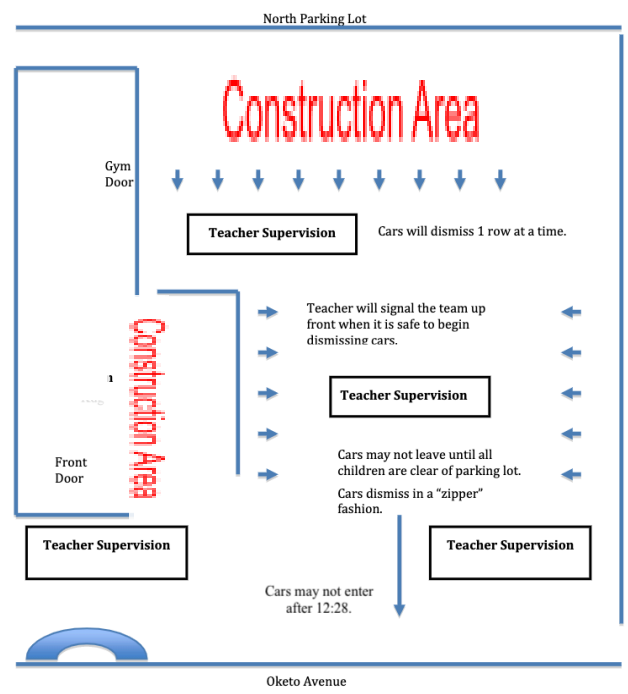 North Parking Lot
Construction Area
Gym
Door
Teacher Supervision
Cars will dismiss 1 row at a time.
Teacher will signal the team up
front when it is safe to begin
dismissing cars.
Construction Area
Teacher Supervision
Cars may not leave until all
children are clear of parking lot.
Cars dismiss in a “zipper”
fashion.
Front
Door
Teacher Supervision
Teacher Supervision
Cars may not enter
after 12:28.
Oketo Avenue